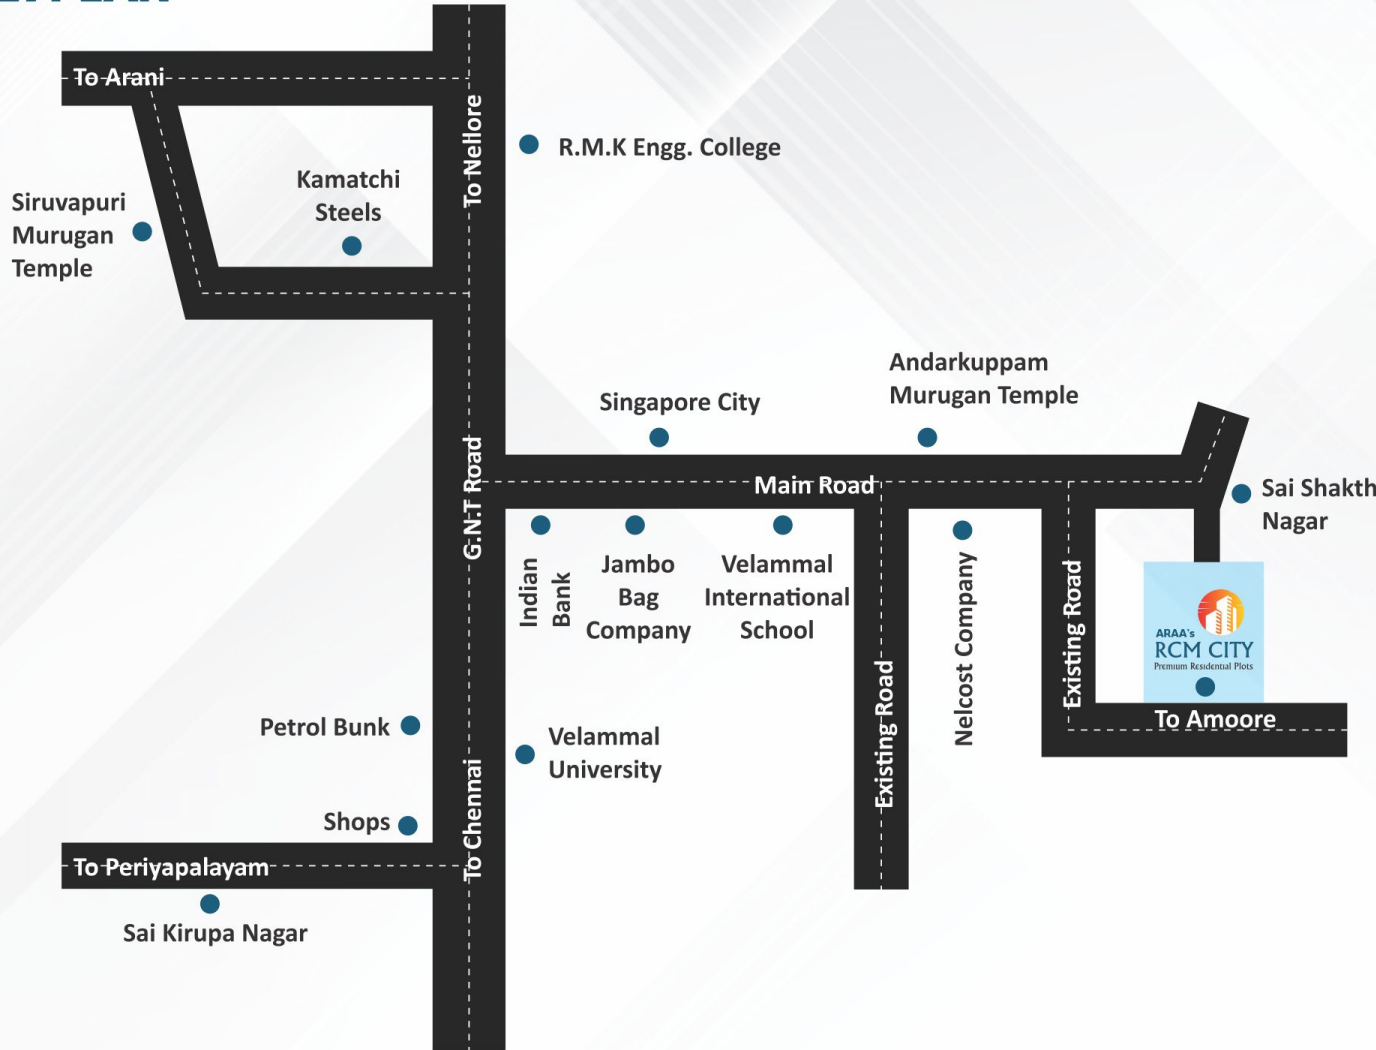 To Arani
To Nellore
R.M.K Engg. College
Kamatchi
Steels
Siruvapuri
Murugan
Temple
Andarkuppam
Murugan Temple
Singapore City
G.N.T Road
Main Road
Sai Shakth
Nagar
Indian
Bank
Jambo
Bag
Company
Velammal
International
School
Existing Road
Nelcost Company
Existing Road
ARAA's
RCM CITY
Premium Residential Plots
To Amoore
Petrol Bunk
Velammal
University
Shops
To Chennai
To Periyapalayam
Sai Kirupa Nagar